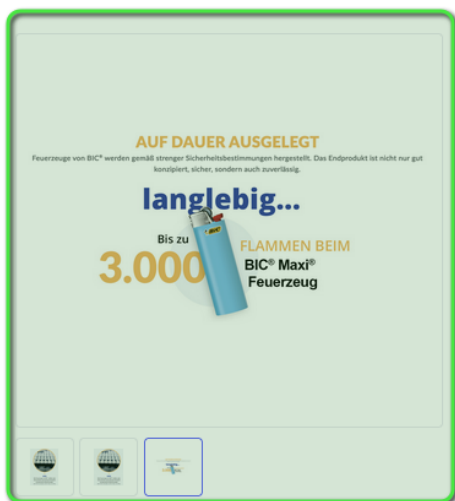 AUF DAUER AUSGELEGT
Feuerzeuge von BIC® werden gemäß strenger Sicherheitsbestimmungen hergestellt. Das Endprodukt ist nicht nur gut
konzipiert, sicher, sondern auch zuverlässig.
langlebig...
Bis zu
3.000
FLAMMEN BEIM
BIC® Maxi®
Feuerzeug
BIC